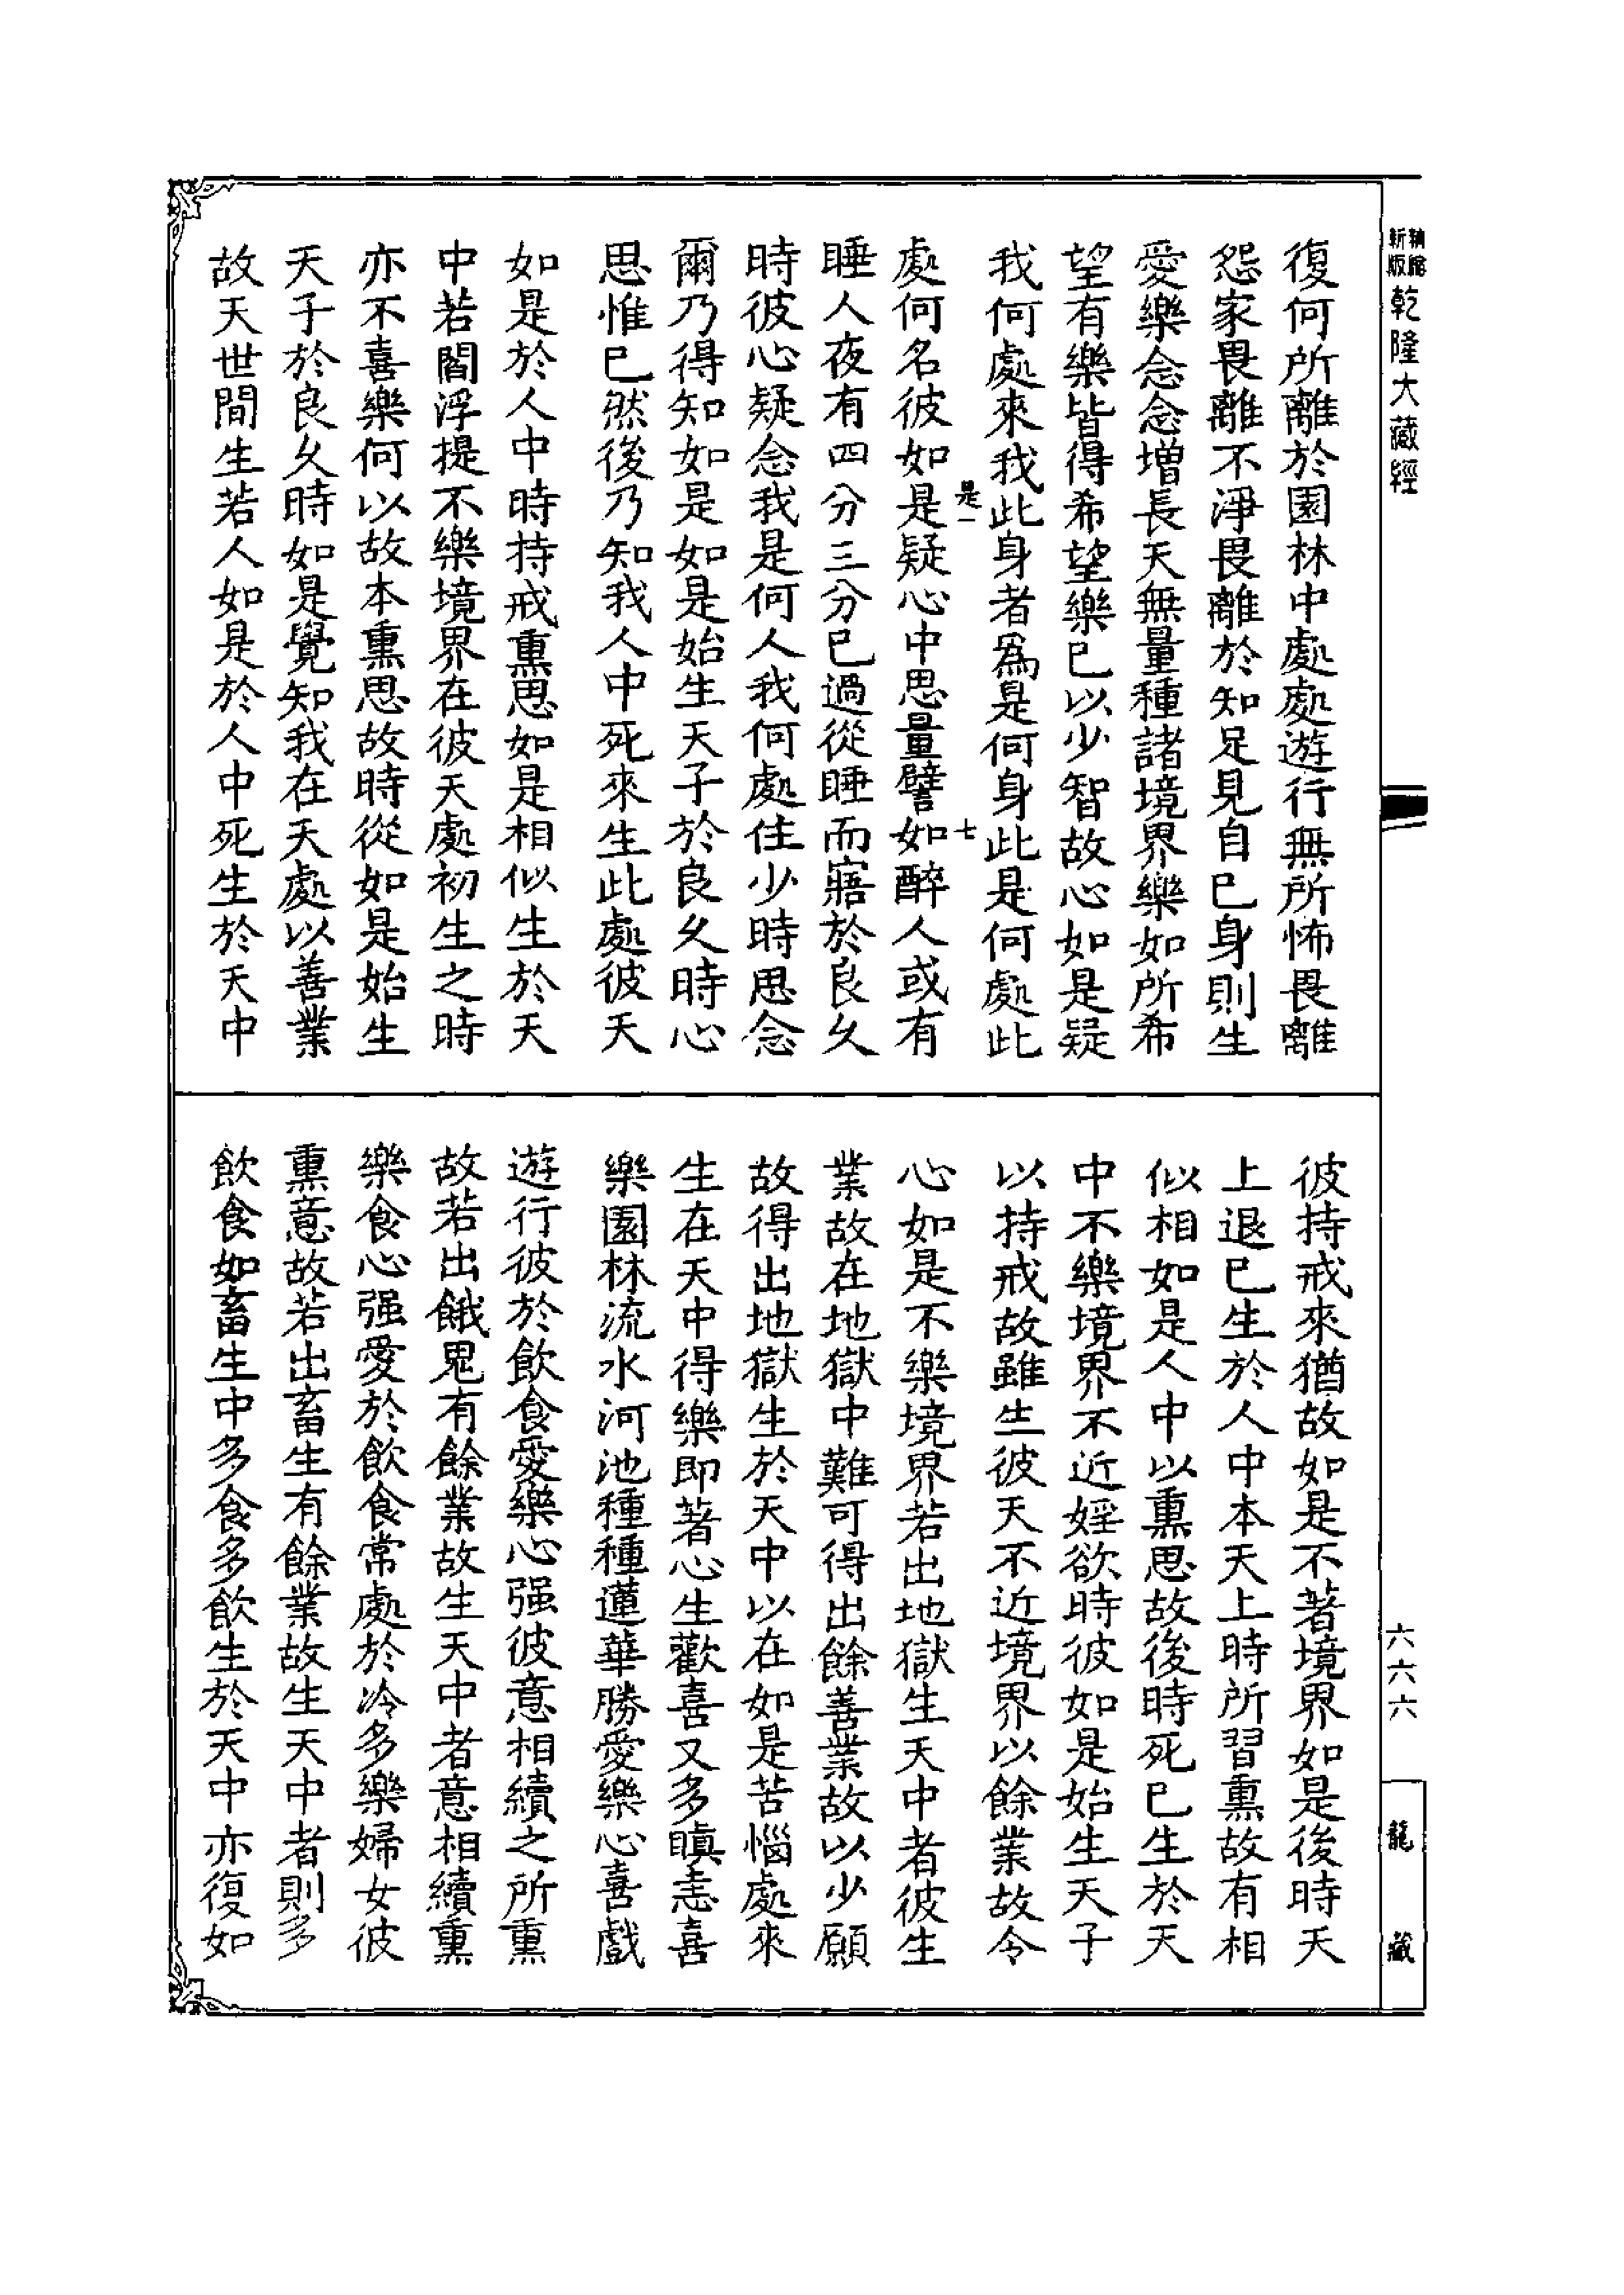 新版
乾隆大藏經
復何所離於園林中處處遊行無所怖畏離
怨家畏離不淨畏離於知足見自已身則生
愛樂念念增長天無量種諸境界樂如所希
望有樂皆得希望樂已以少智故心如是疑
我何處來我此身者爲是何身此是何處此
是一
七
處何名彼如是疑心中思量譬如醉人或有
睡人夜有四分三分已過從睡而寤於良久
時彼心疑念我是何人我何處住少時思念
爾乃得知如是如是始生天子於良久時心
思惟已然後乃知我人中死來生此處彼天
如是於人中時持戒熏思如是相似生於天
中若閻浮提不樂境界在彼天處初生之時
亦不喜樂何以故本熏思故時從如是始生
天子於良久時如是覺知我在天處以善業
故天世間生若人如是於人中死生於天中
彼持戒來猶故如是不著境界如是後時天
上退已生於人中本天上時所習熏故有相
似相如是人中以熏思故後時死已生於天
中不樂境界不近婬欲時彼如是始生天子
以持戒故雖生彼天不近境界以餘業故令
心如是不樂境界若出地獄生天中者彼生
業故在地獄中難可得出餘善業故以少願
故得出地獄生於天中以在如是苦惱處來
生在天中得樂即著心生歡喜又多瞋恚喜
樂園林流水河池種種蓮華勝愛樂心喜戲
遊行彼於飲食愛樂心强彼意相續之所熏
故若出餓鬼有餘業故生天中者意相續熏
樂食心强愛於飲食常處於冷多樂婦女彼
熏意故若出畜生有餘業故生天中者則多
飲食如畜生中多食多飲生於天中亦復如
六六六
龍藏